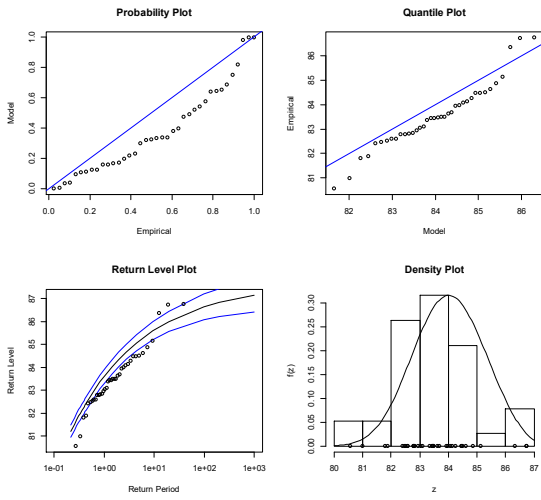 Probability Plot
Model
0.0 0.2 0.4 0.6 0.8 1.0
0.0 0.2 0.4 0.6 0.8 1.0
Empirical
Quantile Plot
Empirical
81 82 83 84 85 86
82 83 84 85 86
Model
Return Level Plot
Return Level
81 82 83 84 85 86 87
1e-01 1e+00 1e+01 1e+02 1e+03
Return Period
Density Plot
f(z)
0.00 0.05 0.10 0.15 0.20 0.25 0.30
80 81 82 83 84 85 86 87
z